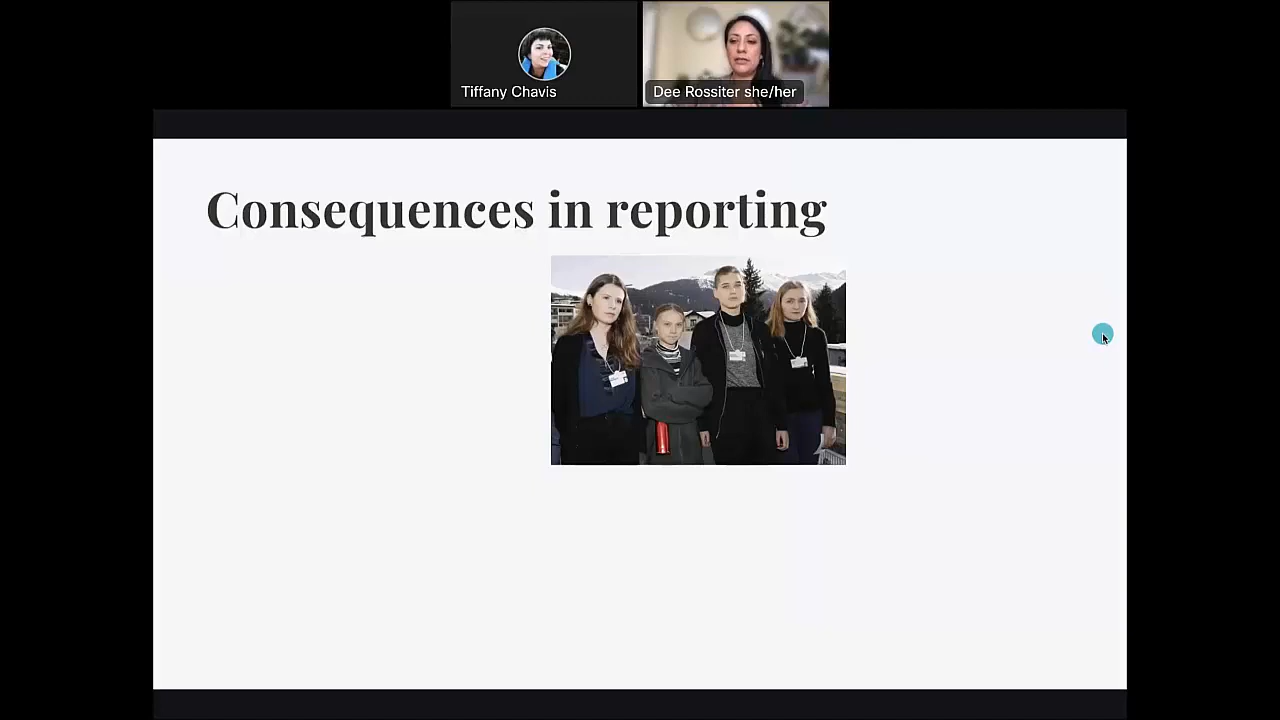 Tiffany Chavis
Dee Rossiter she/her
Consequences in reporting